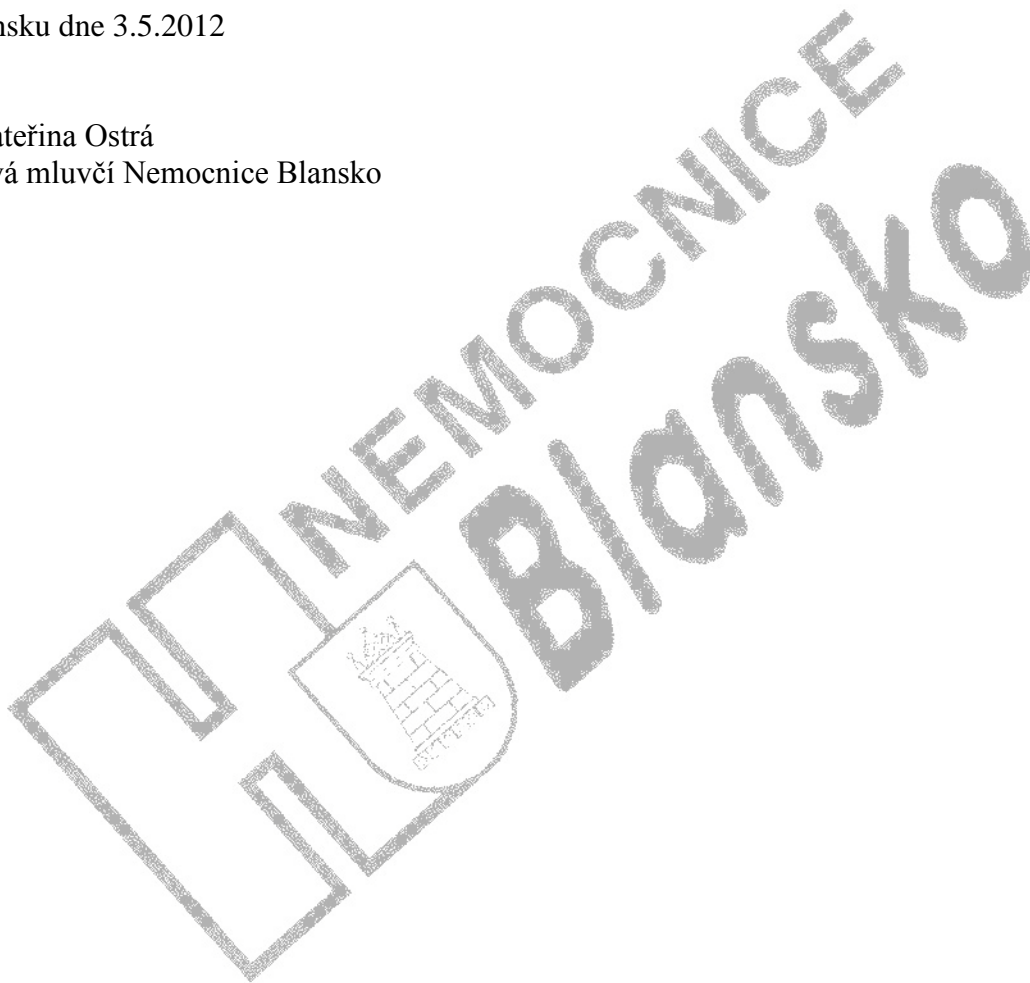 nsku dne 3.5.2012
ateřina Ostrá
vá mluvčí Nemocnice Blansko
NEMOCNICE
Blansko